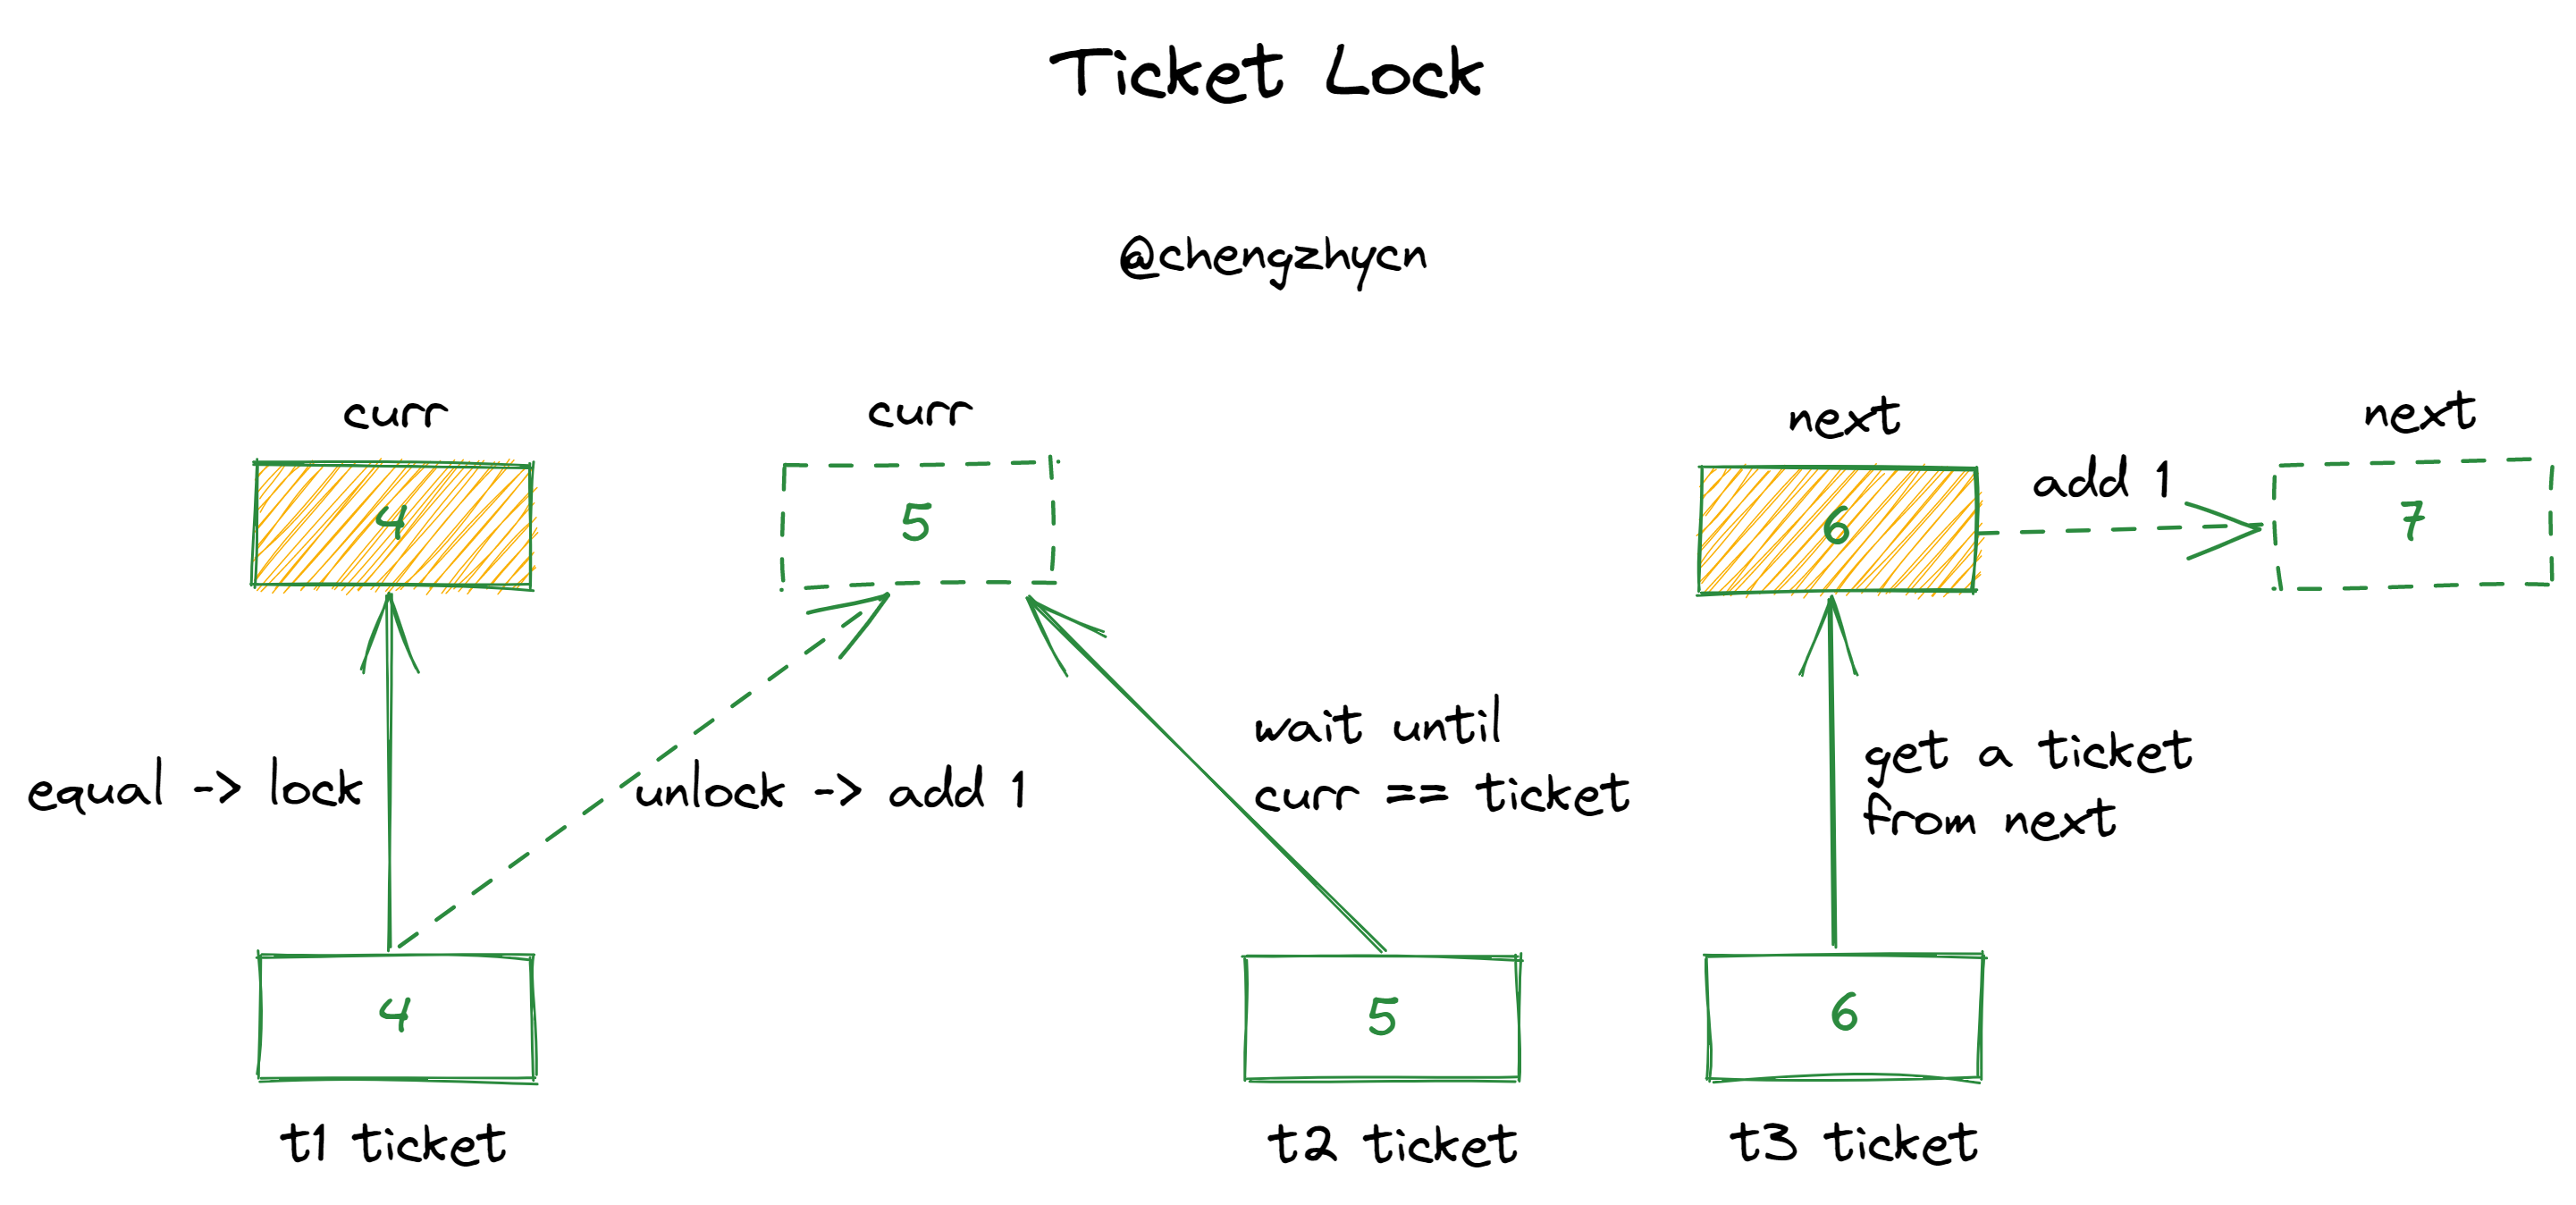 Ticket Lock
@chengzhycn
curr
curr
next
next
4
5
6
add 1
7
equal -> lock
unlock -> add 1
wait until
curr == ticket
get a ticket
from next
4
5
6
t1 ticket
t2 ticket
t3 ticket